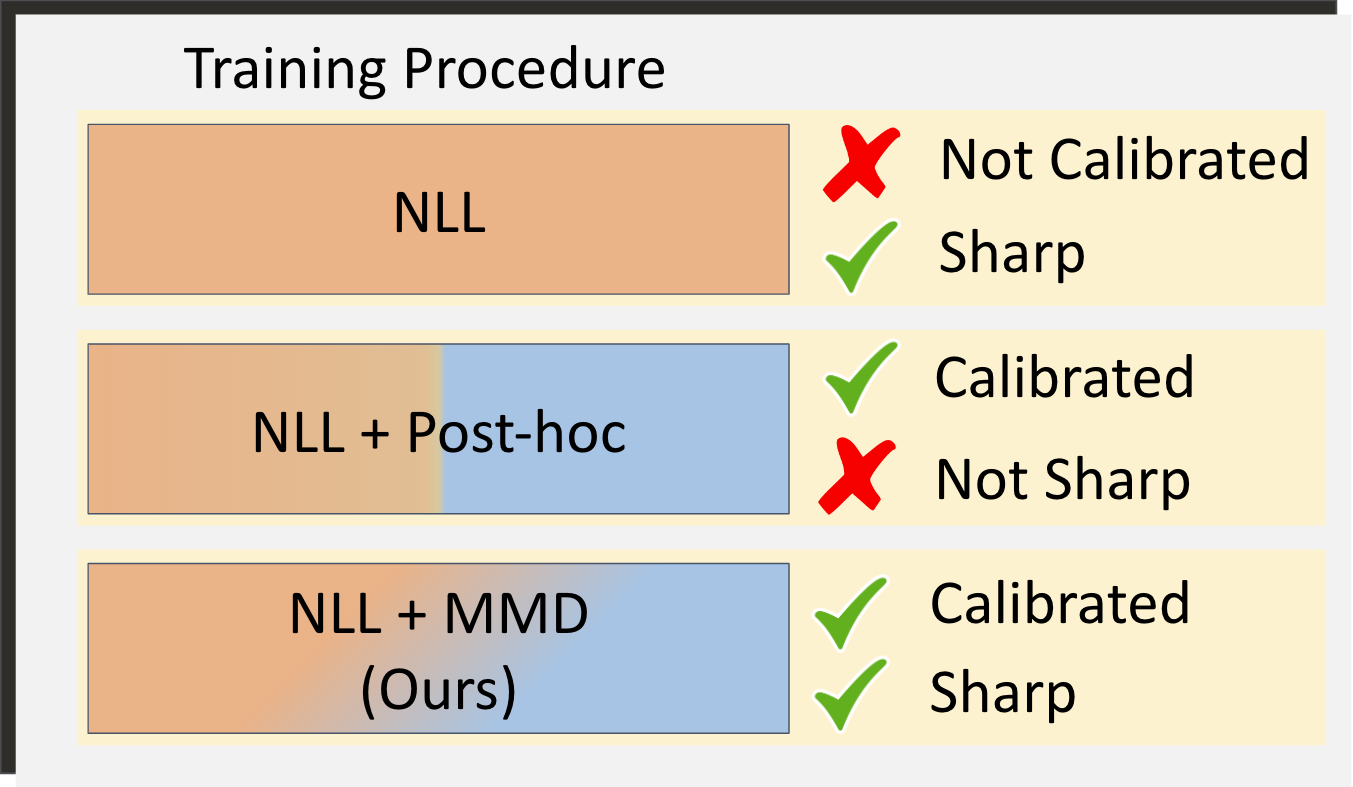 Training Procedure
NLL
Not Calibrated
Sharp
NLL + Post-hoc
Calibrated
Not Sharp
NLL + MMD
(Ours)
Calibrated
Sharp